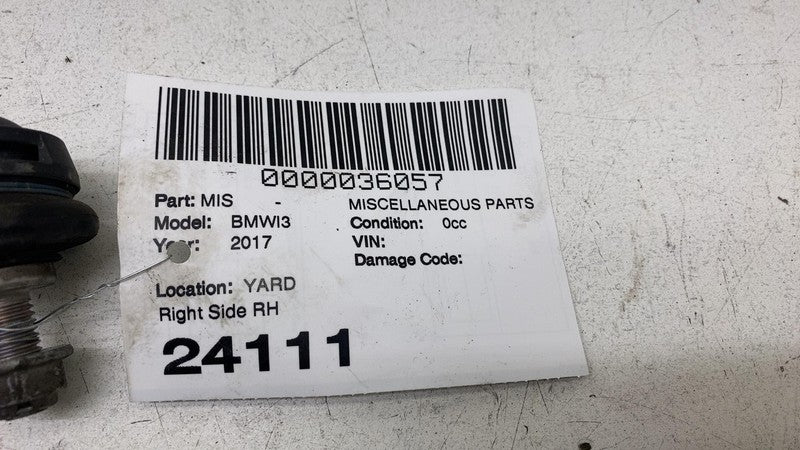 0000036057
Part: MIS - MISCELLANEOUS PARTS
Model: BMWI3 Condition: 0cc
Year: 2017 VIN:
Damage Code:
Location: YARD
Right Side RH
24111